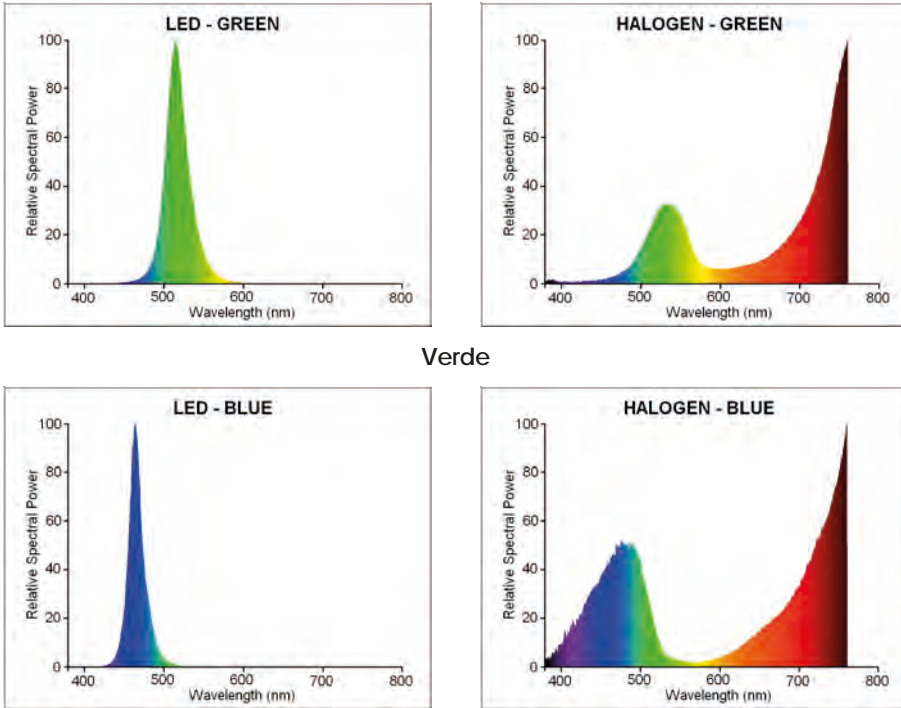 LED - GREEN
Relative Spectral Power
100
80
60
40
20
0
400 500 600 700 800
Wavelength (nm)
HALOGEN - GREEN
Relative Spectral Power
100
80
60
40
20
0
400 500 600 700 800
Wavelength (nm)
Verde
LED - BLUE
Relative Spectral Power
100
80
60
40
20
0
400 500 600 700 800
Wavelength (nm)
HALOGEN - BLUE
Relative Spectral Power
100
80
60
40
20
0
400 500 600 700 800
Wavelength (nm)